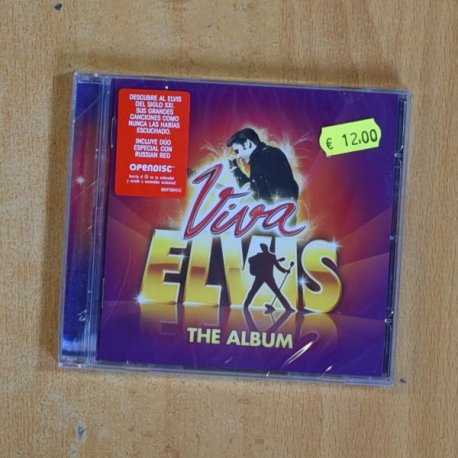 DESCUBRE AL ELVIS
DEL SIGLO XXI.
SUS GRANDES
CANCIONES COMO
NUNCA LAS HABÍAS
ESCUCHADO.
INCLUYE DÚO
ESPECIAL CON
RUSSIAN RED
OPENDISC
€ 12,00
Viva
ELVIS
THE ALBUM